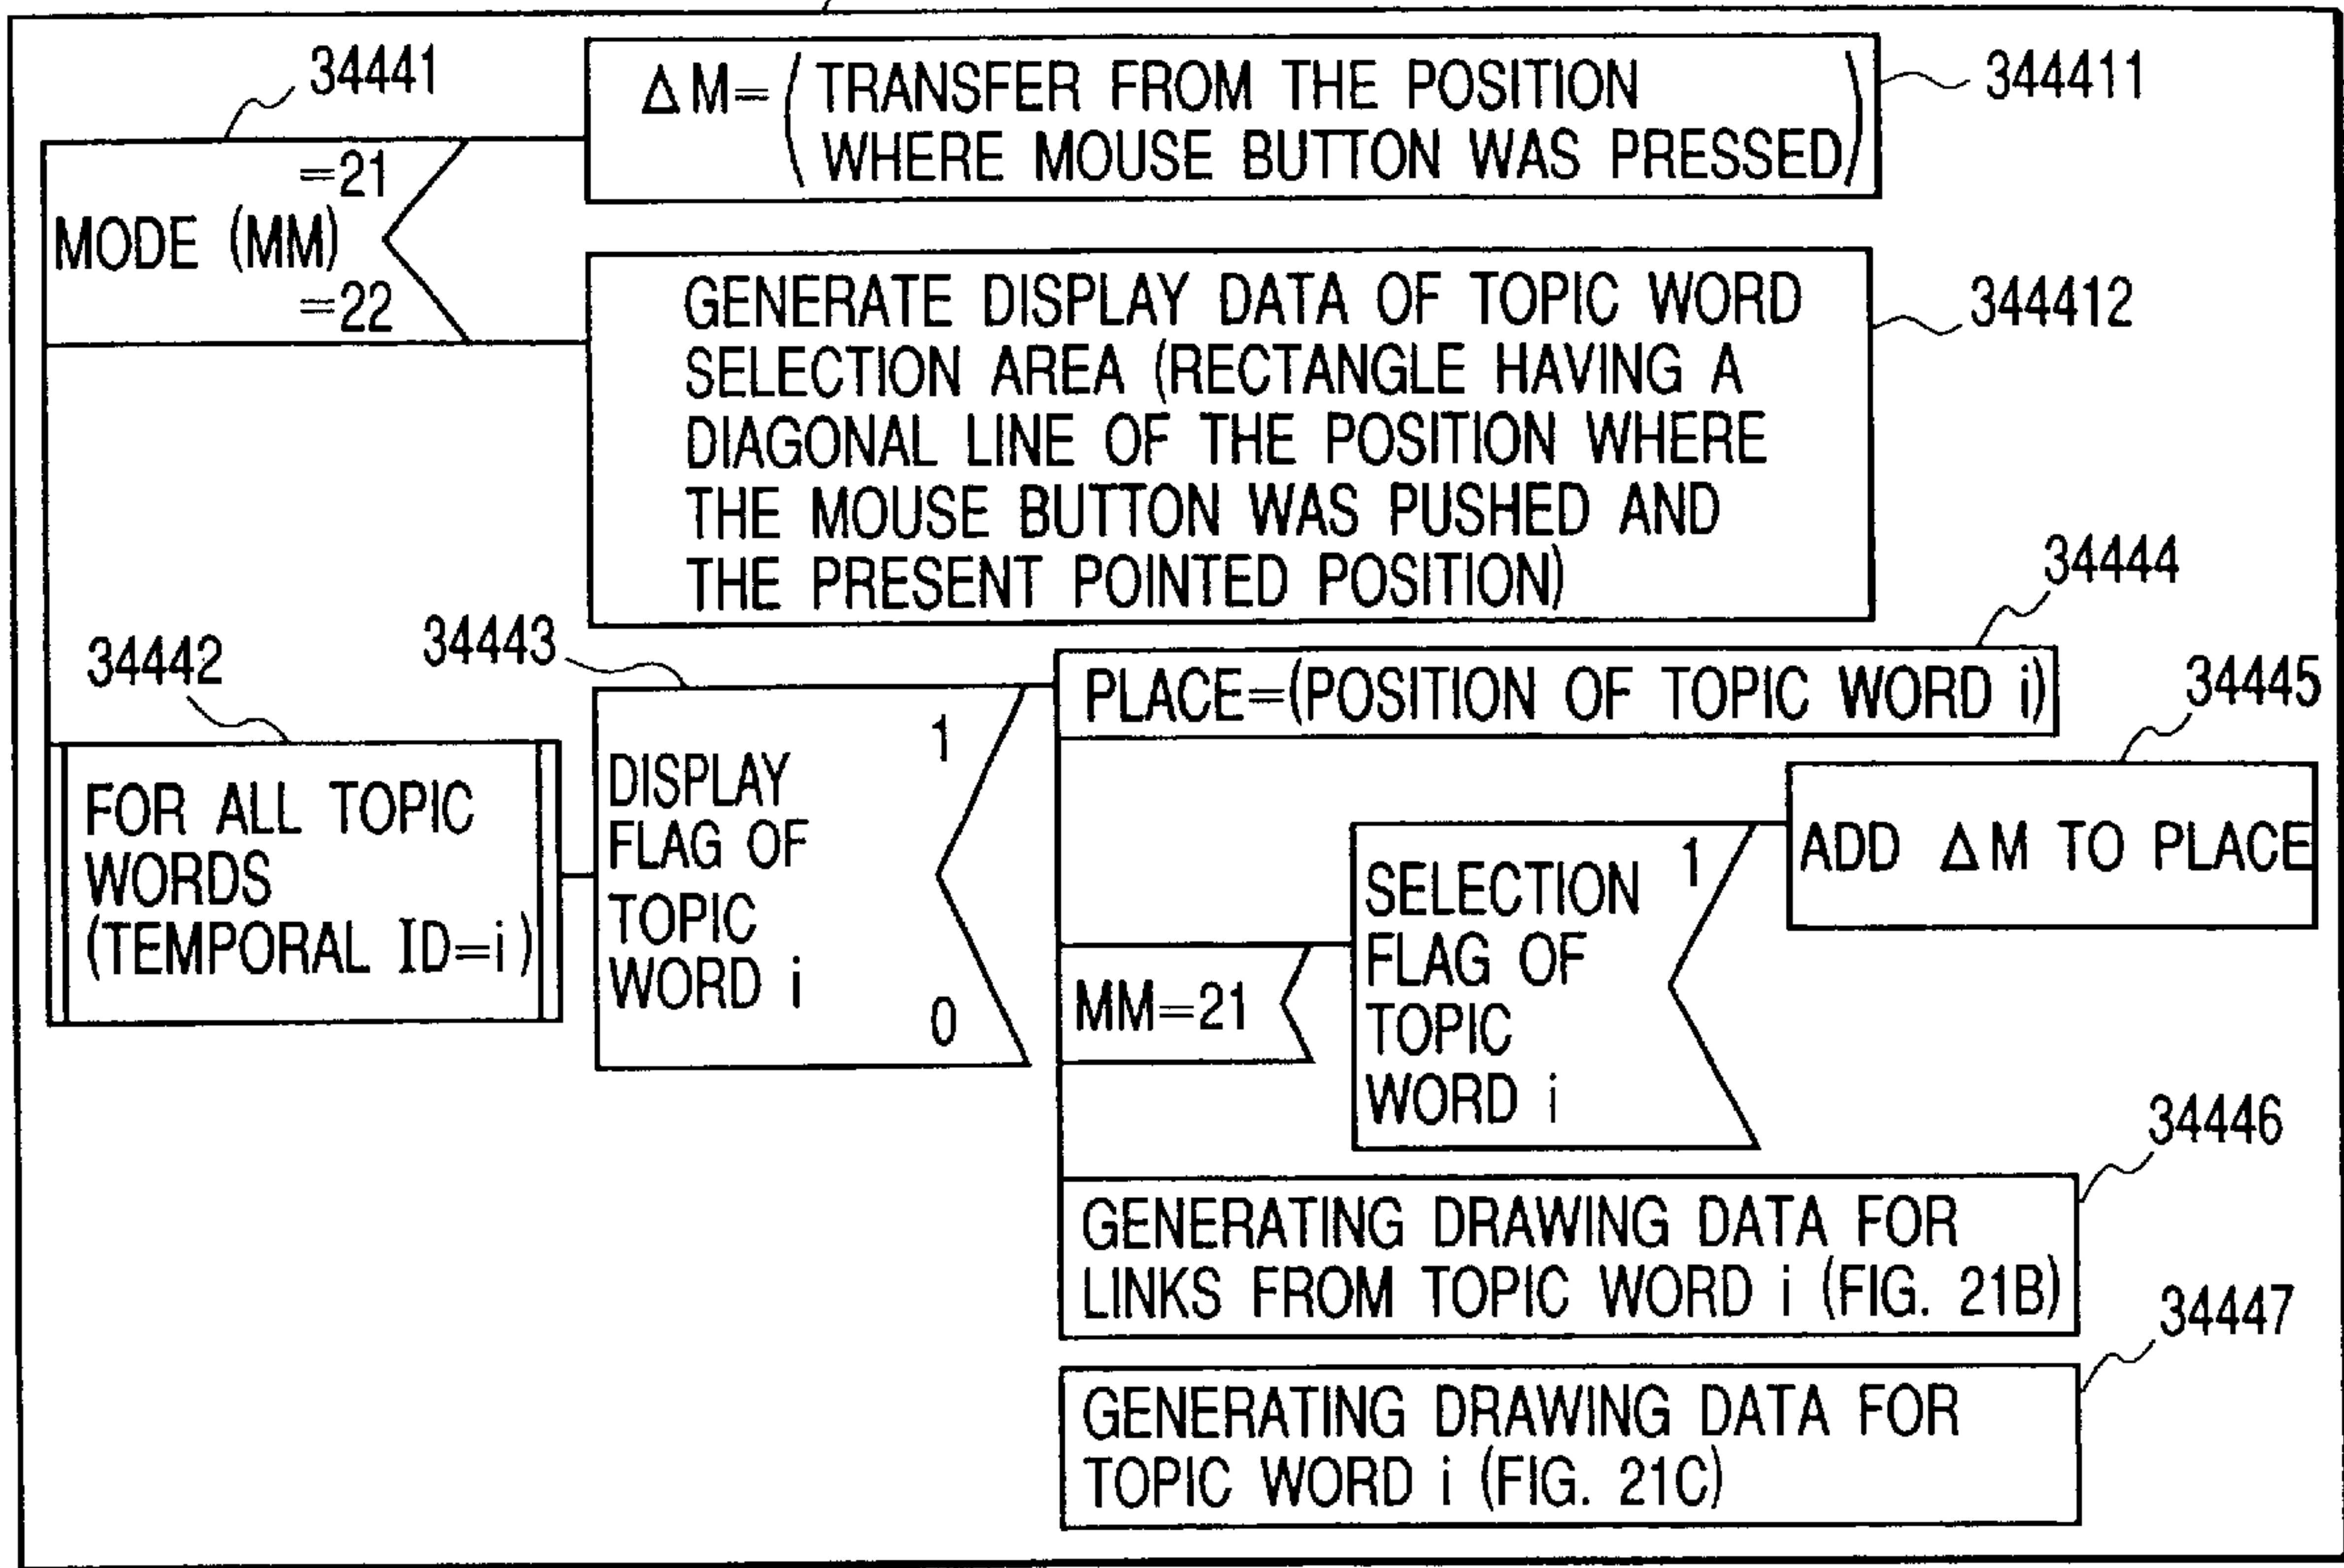 34441
ΔM=(TRANSFER FROM THE POSITION
WHERE MOUSE BUTTON WAS PRESSED)
344411
=21
MODE (MM)
=22
GENERATE DISPLAY DATA OF TOPIC WORD
SELECTION AREA (RECTANGLE HAVING A
DIAGONAL LINE OF THE POSITION WHERE
THE MOUSE BUTTON WAS PUSHED AND
THE PRESENT POINTED POSITION)
344412
34442
FOR ALL TOPIC
WORDS
(TEMPORAL ID=i)
34443
1
DISPLAY
FLAG OF
TOPIC
WORD i
0
34444
PLACE=(POSITION OF TOPIC WORD i)
34445
ADD ΔM TO PLACE
MM=21
1
SELECTION
FLAG OF
TOPIC
WORD i
34446
GENERATING DRAWING DATA FOR
LINKS FROM TOPIC WORD i (FIG. 21B)
34447
GENERATING DRAWING DATA FOR
TOPIC WORD i (FIG. 21C)